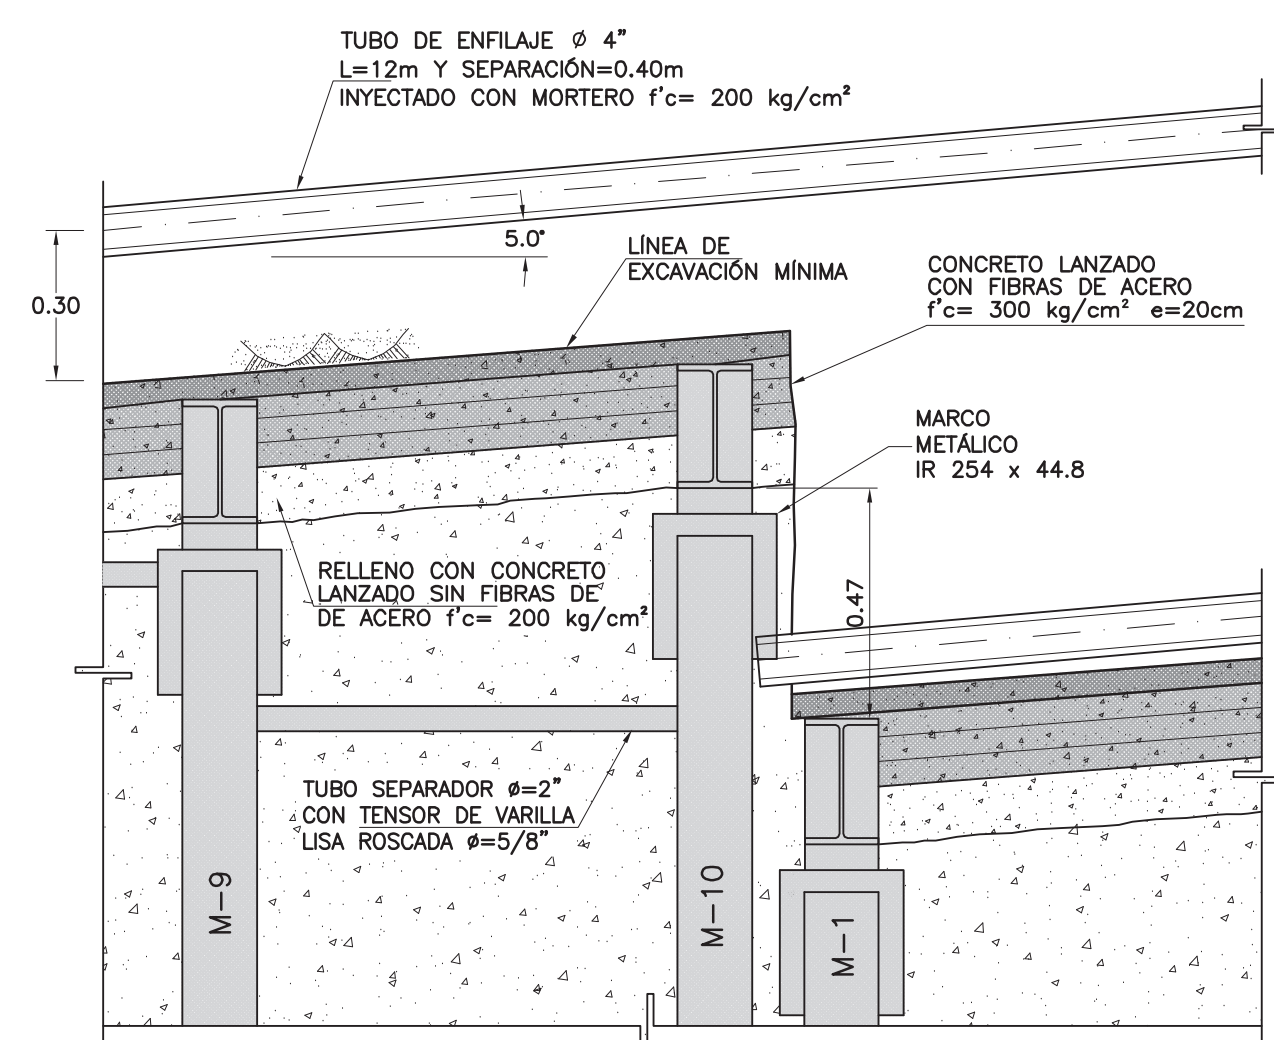 TUBO DE ENFILAJE Ø 4”
L=12m Y SEPARACIÓN=0.40m
INYECTADO CON MORTERO f'c= 200 kg/cm²
5.0°
LÍNEA DE
EXCAVACIÓN MÍNIMA
CONCRETO LANZADO
CON FIBRAS DE ACERO
f'c= 300 kg/cm² e=20cm
0.30
MARCO
METÁLICO
IR 254 x 44.8
RELLENO CON CONCRETO
LANZADO SIN FIBRAS DE
DE ACERO f'c= 200 kg/cm²
0.47
TUBO SEPARADOR ø=2”
CON TENSOR DE VARILLA
LISA ROSCADA ø=5/8”
M-9
M-10
M-1